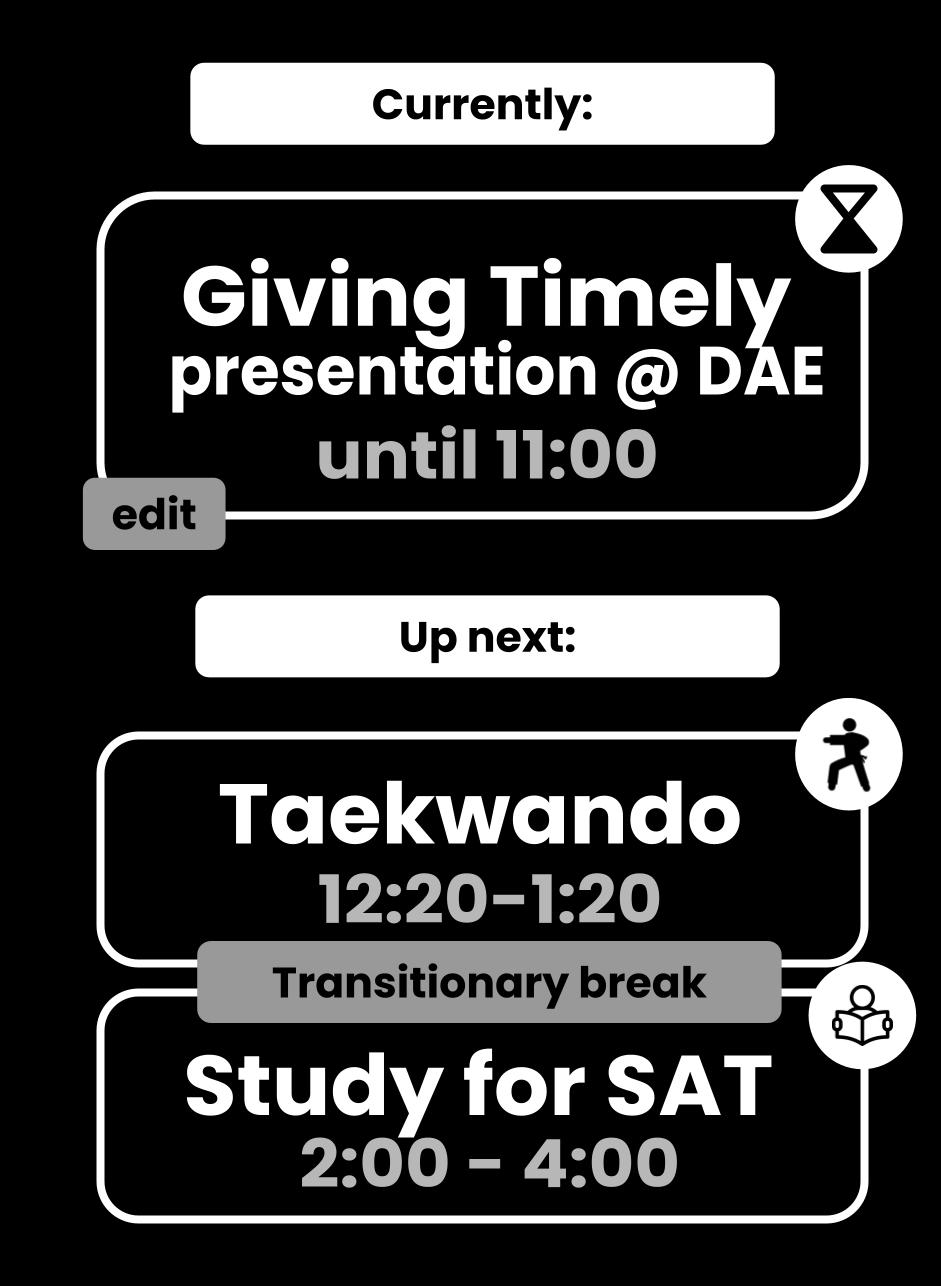 Currently:
Giving Timely
presentation @ DAE
until 11:00
edit
Up next:
Taekwando
12:20-1:20
Transitionary break
Study for SAT
2:00 - 4:00